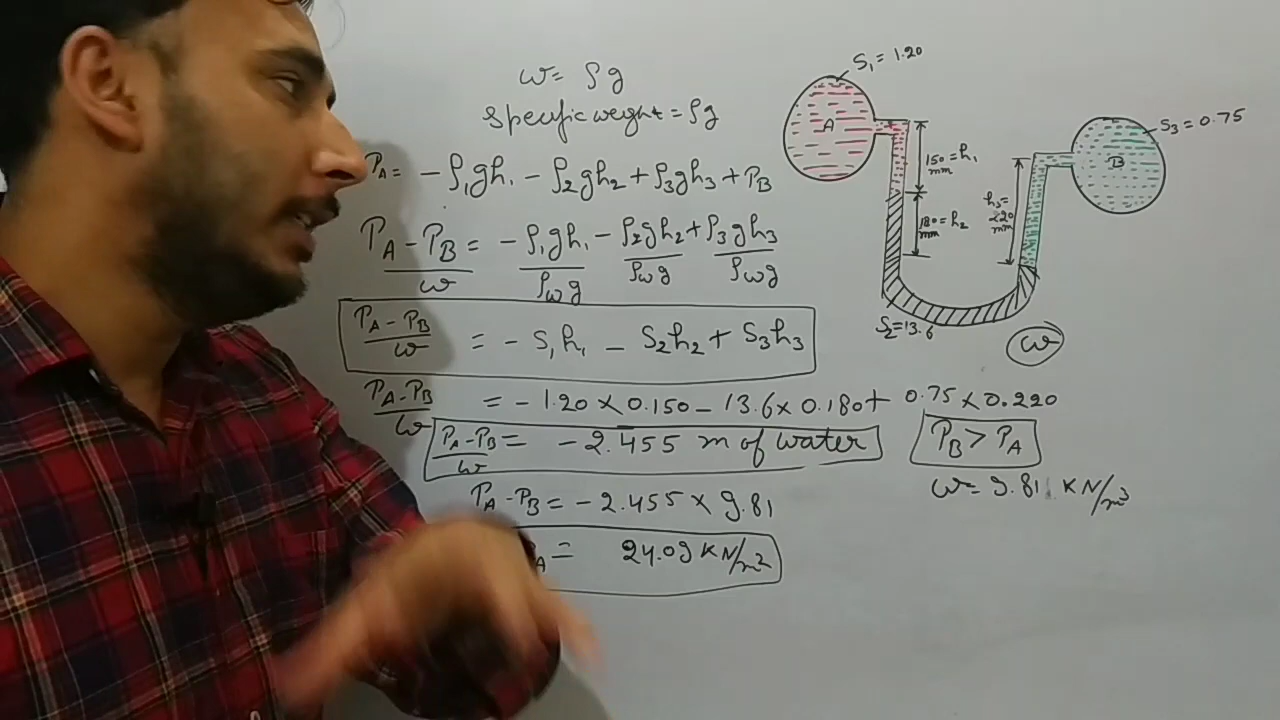 w = ρg
specific weight = ρg
PA = - ρ1gh1 - ρ2gh2 + ρ3gh3 + PB
PA - PB / w = - ρ1gh1 / ρwg - ρ2gh2 / ρwg + ρ3gh3 / ρwg
PA - PB / w = - S1h1 - S2h2 + S3h3
PA - PB / w = - 1.20 × 0.150 - 13.6 × 0.180 + 0.75 × 0.220
PA - PB / w = - 2.455 m of water
PB > PA
w = 9.81 KN/m³
PA - PB = - 2.455 × 9.81
A = 24.09 KN/m²
S1 = 1.20
A
150 = h1
mm
180 = h2
mm
S2 = 13.6
h3 =
220
mm
B
S3 = 0.75
w